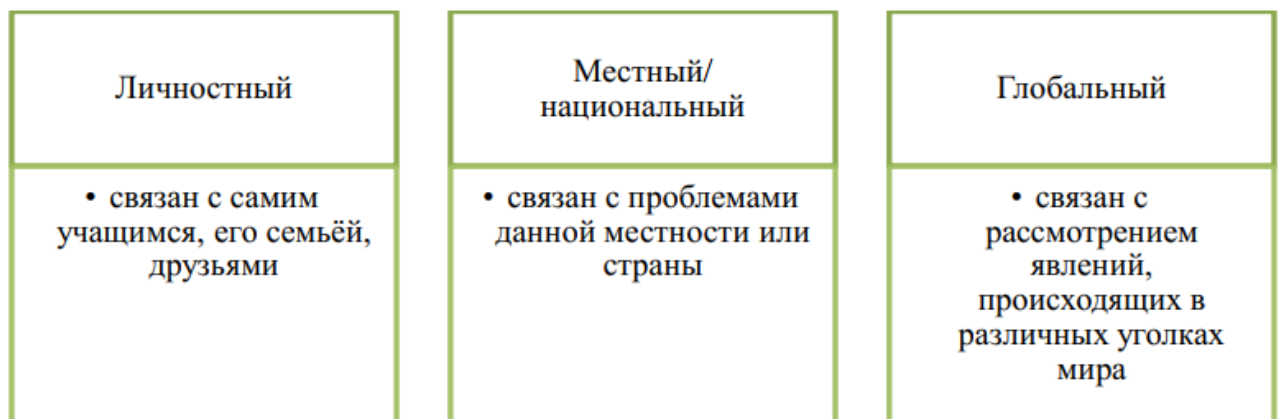 Личностный
• связан с самим
учащимся, его семьёй,
друзьями
Местный/
национальный
• связан с проблемами
данной местности или
страны
Глобальный
• связан с
рассмотрением
явлений,
происходящих в
различных уголках
мира